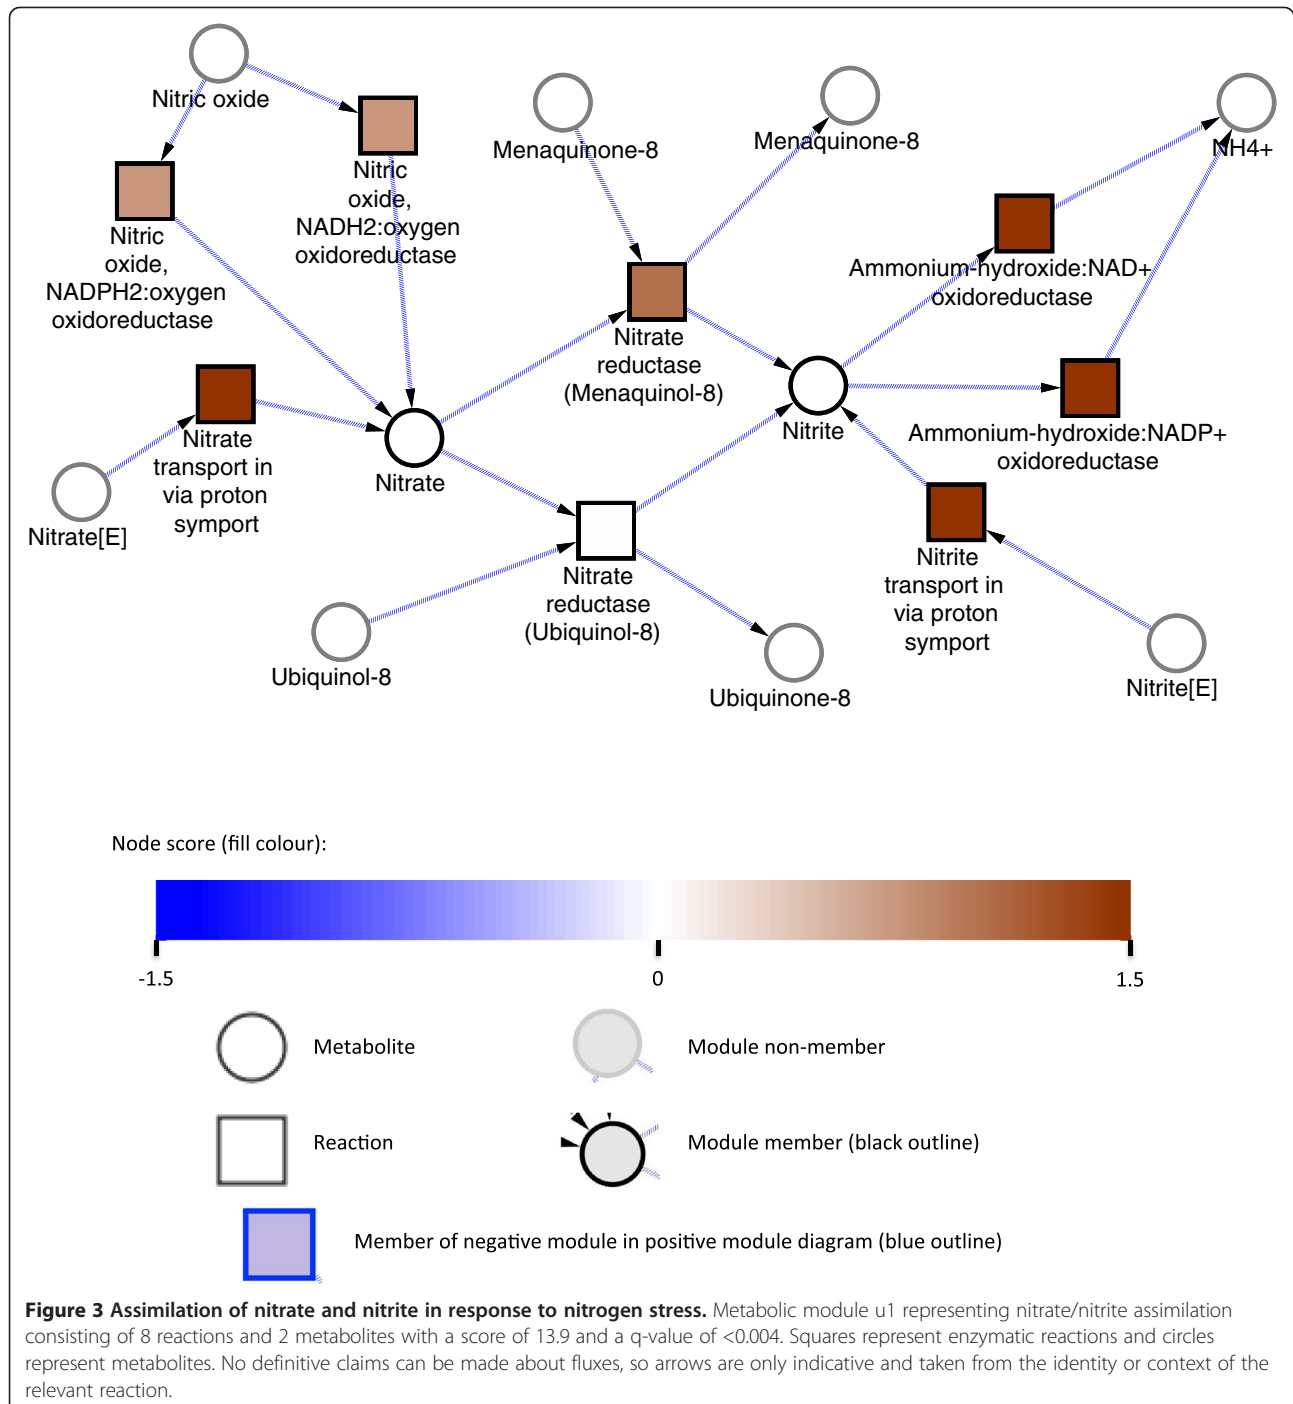 Nitric oxide
Nitric
oxide,
NADH2:oxygen
oxidoreductase
Nitric
oxide,
NADPH2:oxygen
oxidoreductase
Menaquinone-8
Menaquinone-8
NH4+
Nitrate
reductase
(Menaquinol-8)
Ammonium-hydroxide:NAD+
oxidoreductase
Nitrate
transport in
via proton
symport
Nitrate[E]
Nitrate
Nitrite
Ammonium-hydroxide:NADP+
oxidoreductase
Nitrate
reductase
(Ubiquinol-8)
Nitrite
transport in
via proton
symport
Ubiquinol-8
Ubiquinone-8
Nitrite[E]
Node score (fill colour):
-1.5
0
1.5
Metabolite
Module non-member
Reaction
Module member (black outline)
Member of negative module in positive module diagram (blue outline)
Figure 3 Assimilation of nitrate and nitrite in response to nitrogen stress. Metabolic module u1 representing nitrate/nitrite assimilation
consisting of 8 reactions and 2 metabolites with a score of 13.9 and a q-value of <0.004. Squares represent enzymatic reactions and circles
represent metabolites. No definitive claims can be made about fluxes, so arrows are only indicative and taken from the identity or context of the
relevant reaction.